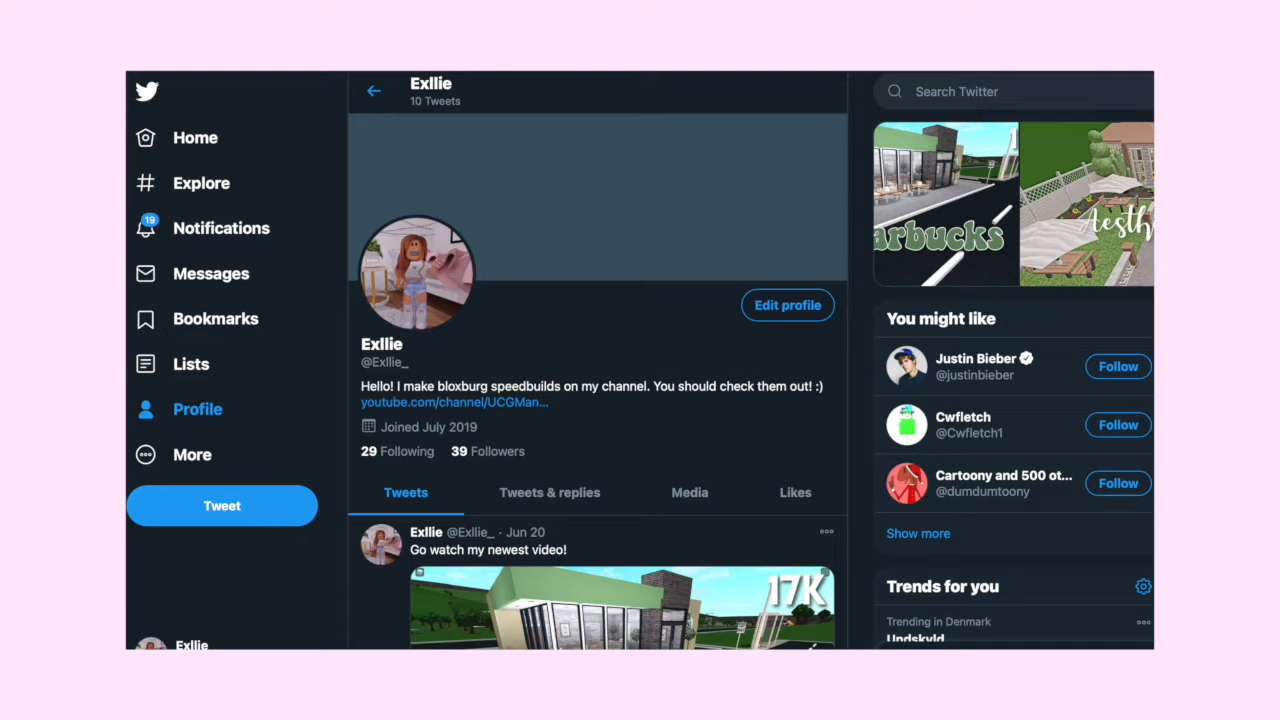 Home
Explore
19
Notifications
Messages
Bookmarks
Lists
Profile
More
Tweet
Exllie
Exllie
10 Tweets
Edit profile
Exllie
@Exllie_
Hello! I make bloxburg speedbuilds on my channel. You should check them out! :)
youtube.com/channel/UCGMan...
Joined July 2019
29 Following 39 Followers
Tweets Tweets & replies Media Likes
Exllie @Exllie_ · Jun 20
Go watch my newest video!
17K
Search Twitter
arbucks
Aesth
You might like
Justin Bieber
@justinbieber
Follow
Cwfletch
@Cwfletch1
Follow
Cartoony and 500 ot...
@dumdumtoony
Follow
Show more
Trends for you
Trending in Denmark
Undskyld